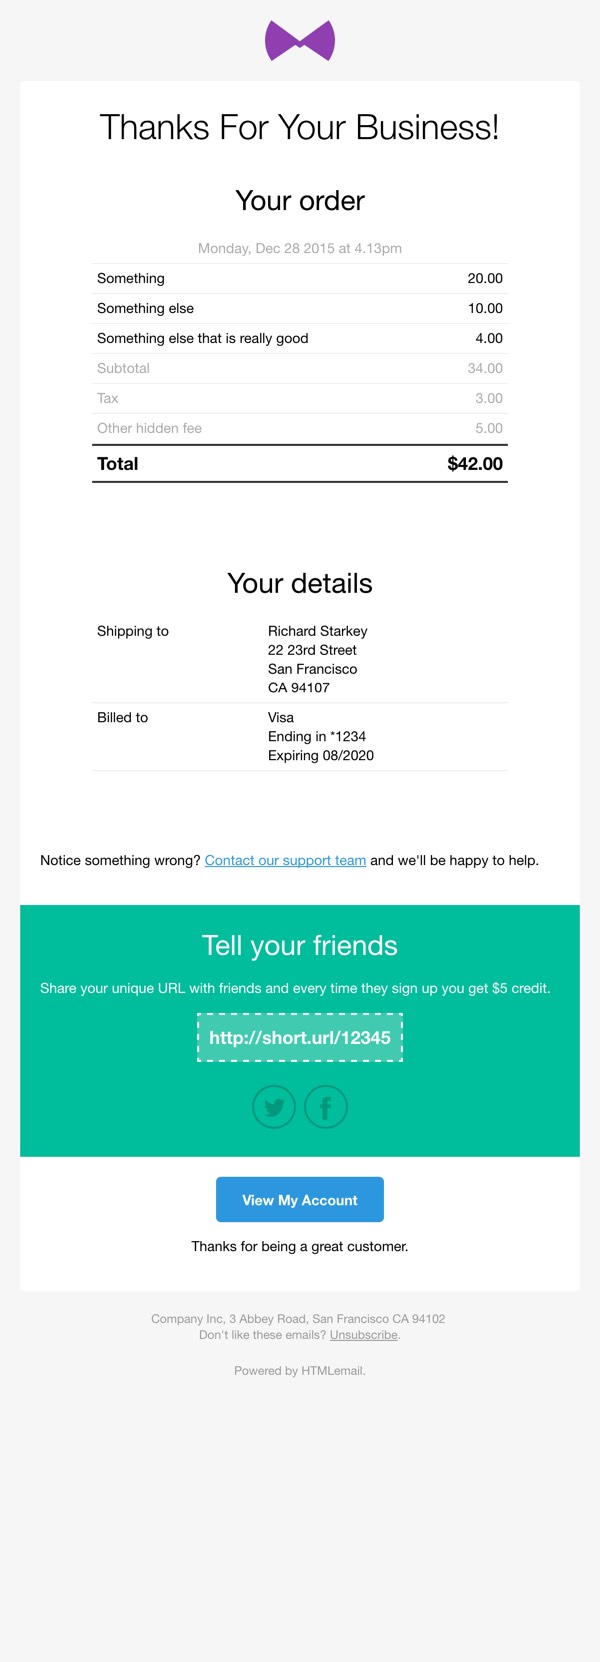 Thanks For Your Business!
Your order
Monday, Dec 28 2015 at 4.13pm
Something 20.00
Something else 10.00
Something else that is really good 4.00
Subtotal 34.00
Tax 3.00
Other hidden fee 5.00
Total $42.00
Your details
Shipping to Richard Starkey
22 23rd Street
San Francisco
CA 94107
Billed to Visa
Ending in *1234
Expiring 08/2020
Notice something wrong? Contact our support team and we'll be happy to help.
Tell your friends
Share your unique URL with friends and every time they sign up you get $5 credit.
http://short.url/12345
View My Account
Thanks for being a great customer.
Company Inc, 3 Abbey Road, San Francisco CA 94102
Don't like these emails? Unsubscribe.
Powered by HTMLemail.